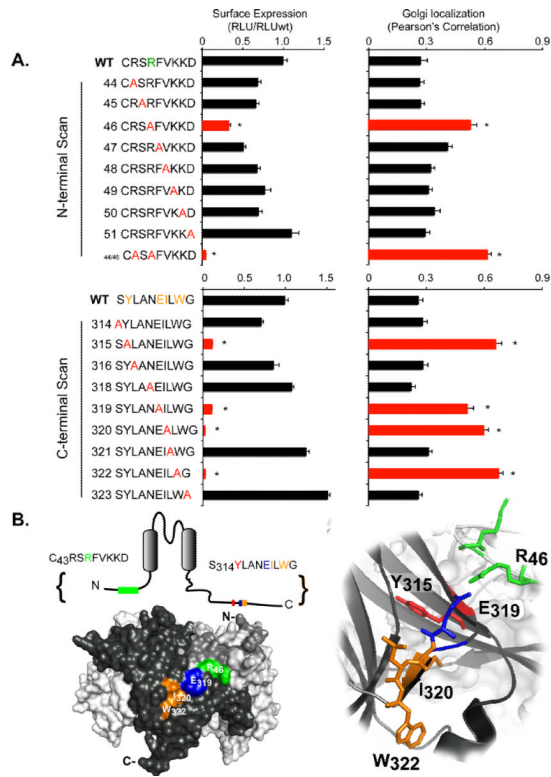 Surface Expression
(RLU/RLUwt)
Golgi localization
(Pearson's Correlation)
0 0.5 1.0 1.5
0 0.3 0.6 0.9
A.
N-terminal Scan
WT CRSRFVKKD
44 CASRFVKKD
45 CRARFVKKD
46 CRSAFVKKD * *
47 CRSRAVKKD
48 CRSRFAKKD
49 CRSRFVAKD
50 CRSRFVKAD
51 CRSRFVKKA
44/46 CASAFVKKD * *
0 0.5 1.0 1.5
0 0.3 0.6 0.9
C-terminal Scan
WT SYLANEILWG
314 AYLANEILWG
315 SALANEILWG * *
316 SYAANEILWG
318 SYLAAEILWG
319 SYLANAILWG * *
320 SYLANEALWG * *
321 SYLANEIAWG
322 SYLANEILAG * *
323 SYLANEILWA
B.
C43RSRFVKKD
S314YLANEILWG
{ N C }
N-
R46
E319
I320
W322
C-
R46
Y315
E319
I320
W322